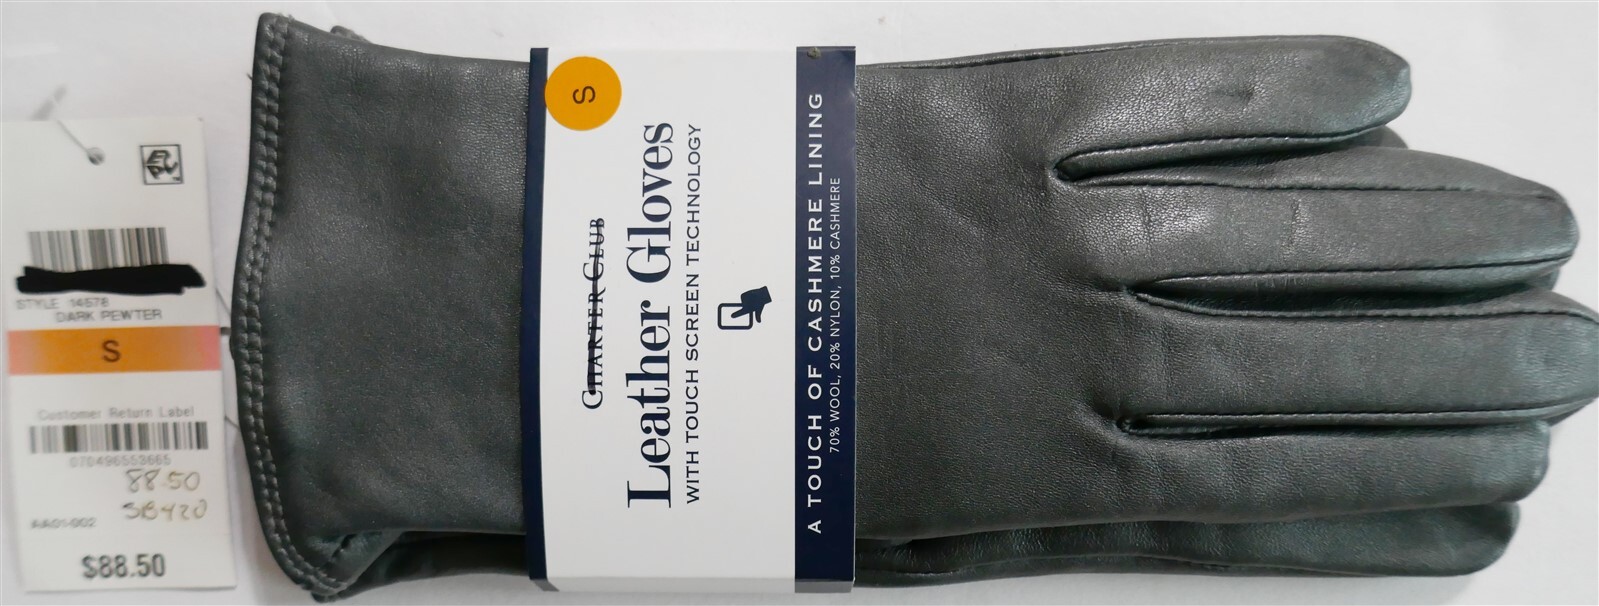 STYLE 14578
DARK PEWTER
S
Customer Return Label
070496553665
88.50
SB420
AA01-002
$88.50
S
CHARTER CLUB
Leather Gloves
WITH TOUCH SCREEN TECHNOLOGY
A TOUCH OF CASHMERE LINING
70% WOOL, 20% NYLON, 10% CASHMERE